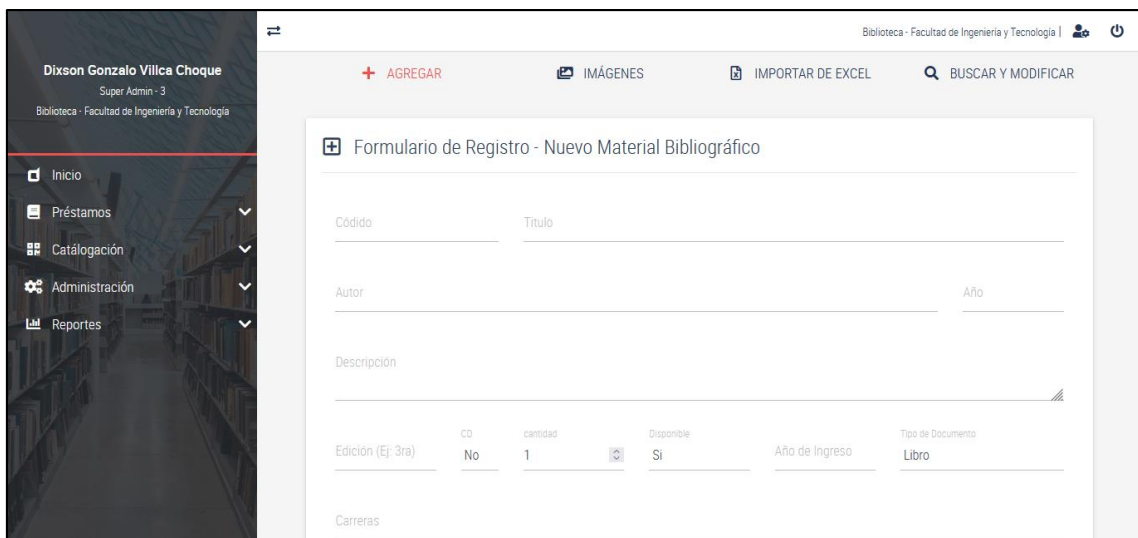 Biblioteca - Facultad de Ingeniería y Tecnología |
Dixson Gonzalo Villca Choque
Super Admin - 3
Biblioteca - Facultad de Ingeniería y Tecnología
Inicio
Préstamos
Catálogación
Administración
Reportes
AGREGAR
IMÁGENES
IMPORTAR DE EXCEL
BUSCAR Y MODIFICAR
Formulario de Registro - Nuevo Material Bibliográfico
Códido
Titulo
Autor
Año
Descripción
Edición (Ej: 3ra)
CD
No
cantidad
1
Disponible
Si
Año de Ingreso
Tipo de Documento
Libro
Carreras